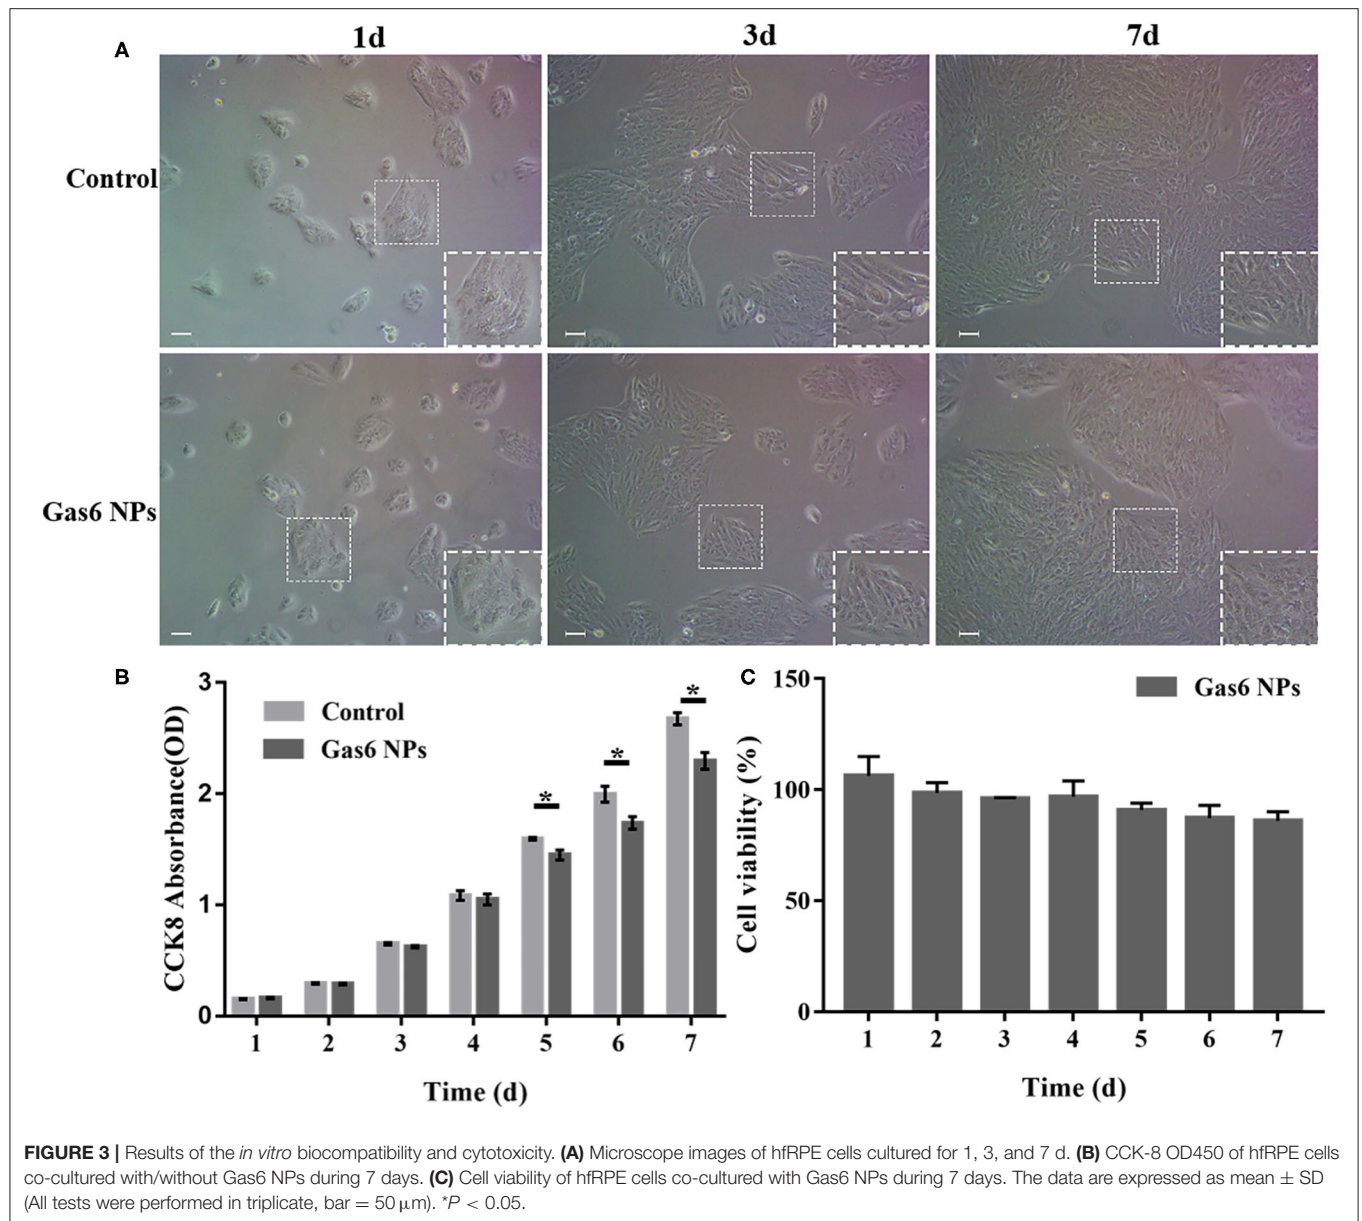 A
1d 3d 7d
Control
Gas6 NPs
B
3
2
1
0
CCK8 Absorbance(OD)
Control
Gas6 NPs
*
*
*
1 2 3 4 5 6 7
Time (d)
C
150
100
50
0
Cell viability (%)
Gas6 NPs
1 2 3 4 5 6 7
Time (d)
FIGURE 3 | Results of the in vitro biocompatibility and cytotoxicity. (A) Microscope images of hfRPE cells cultured for 1, 3, and 7 d. (B) CCK-8 OD450 of hfRPE cells
co-cultured with/without Gas6 NPs during 7 days. (C) Cell viability of hfRPE cells co-cultured with Gas6 NPs during 7 days. The data are expressed as mean ± SD
(All tests were performed in triplicate, bar = 50 μm). *P < 0.05.